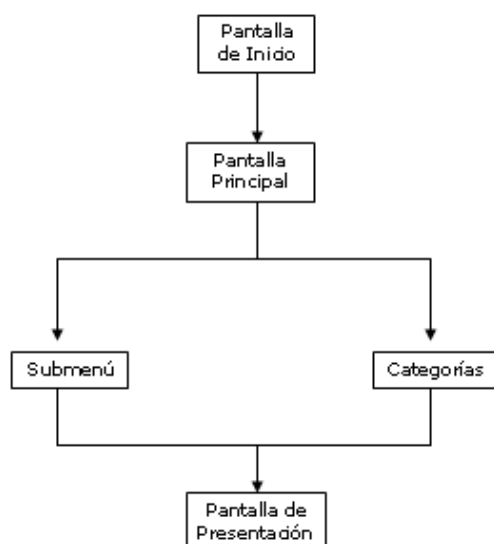 Pantalla
de Inicio
Pantalla
Principal
Submenú
Categorías
Pantalla de
Presentación